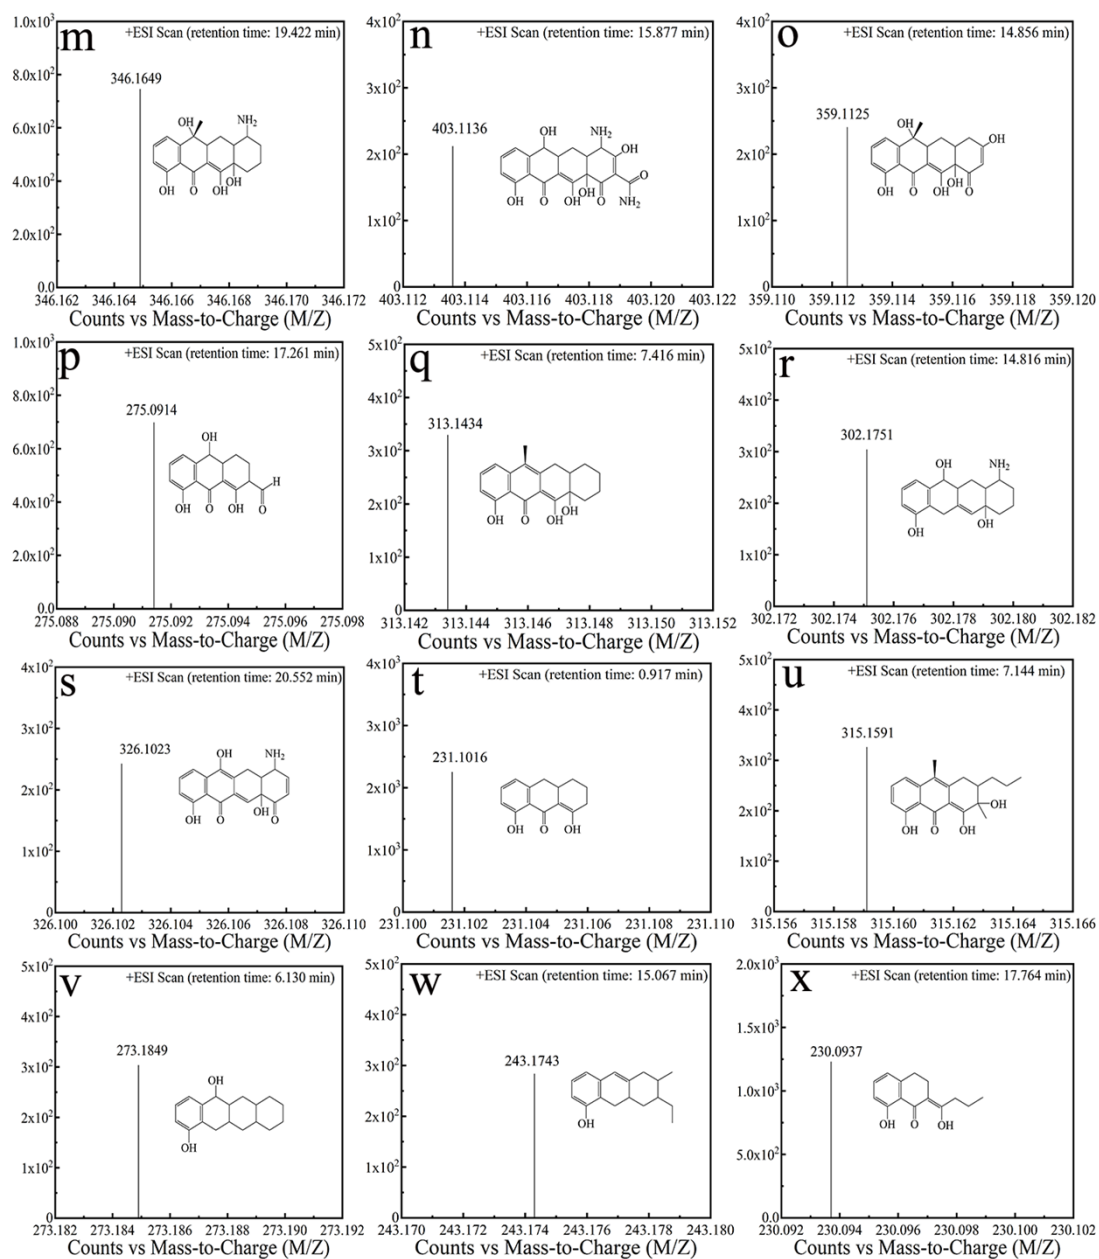 m
+ESI Scan (retention time: 19.422 min)
1.0x10³
8.0x10²
6.0x10²
4.0x10²
2.0x10²
0.0
346.1649
OH
NH₂
OH
O
OH
OH
346.162 346.164 346.166 346.168 346.170 346.172
Counts vs Mass-to-Charge (M/Z)
n
+ESI Scan (retention time: 15.877 min)
4x10²
3x10²
2x10²
1x10²
0
403.1136
OH
NH₂
OH
O
OH
O
OH
OH
O
NH₂
403.112 403.114 403.116 403.118 403.120 403.122
Counts vs Mass-to-Charge (M/Z)
o
+ESI Scan (retention time: 14.856 min)
4x10²
3x10²
2x10²
1x10²
0
359.1125
OH
OH
OH
O
OH
OH
O
359.110 359.112 359.114 359.116 359.118 359.120
Counts vs Mass-to-Charge (M/Z)
p
+ESI Scan (retention time: 17.261 min)
1.0x10³
8.0x10²
6.0x10²
4.0x10²
2.0x10²
0.0
275.0914
OH
H
OH
O
OH
O
275.088 275.090 275.092 275.094 275.096 275.098
Counts vs Mass-to-Charge (M/Z)
q
+ESI Scan (retention time: 7.416 min)
5x10²
4x10²
3x10²
2x10²
1x10²
0
313.1434
OH
O
OH
OH
313.142 313.144 313.146 313.148 313.150 313.152
Counts vs Mass-to-Charge (M/Z)
r
+ESI Scan (retention time: 14.816 min)
5x10²
4x10²
3x10²
2x10²
1x10²
0
302.1751
OH
NH₂
OH
OH
302.172 302.174 302.176 302.178 302.180 302.182
Counts vs Mass-to-Charge (M/Z)
s
+ESI Scan (retention time: 20.552 min)
4x10²
3x10²
2x10²
1x10²
0
326.1023
OH
NH₂
OH
O
OH
O
326.100 326.102 326.104 326.106 326.108 326.110
Counts vs Mass-to-Charge (M/Z)
t
+ESI Scan (retention time: 0.917 min)
4x10³
3x10³
2x10³
1x10³
0
231.1016
OH
O
OH
231.100 231.102 231.104 231.106 231.108 231.110
Counts vs Mass-to-Charge (M/Z)
u
+ESI Scan (retention time: 7.144 min)
5x10²
4x10²
3x10²
2x10²
1x10²
0
315.1591
OH
OH
O
OH
315.156 315.158 315.160 315.162 315.164 315.166
Counts vs Mass-to-Charge (M/Z)
v
+ESI Scan (retention time: 6.130 min)
5x10²
4x10²
3x10²
2x10²
1x10²
0
273.1849
OH
OH
273.182 273.184 273.186 273.188 273.190 273.192
Counts vs Mass-to-Charge (M/Z)
w
+ESI Scan (retention time: 15.067 min)
5x10²
4x10²
3x10²
2x10²
1x10²
0
243.1743
OH
243.170 243.172 243.174 243.176 243.178 243.180
Counts vs Mass-to-Charge (M/Z)
x
+ESI Scan (retention time: 17.764 min)
2.0x10³
1.5x10³
1.0x10³
5.0x10²
0.0
230.0937
OH
O
OH
230.092 230.094 230.096 230.098 230.100 230.102
Counts vs Mass-to-Charge (M/Z)